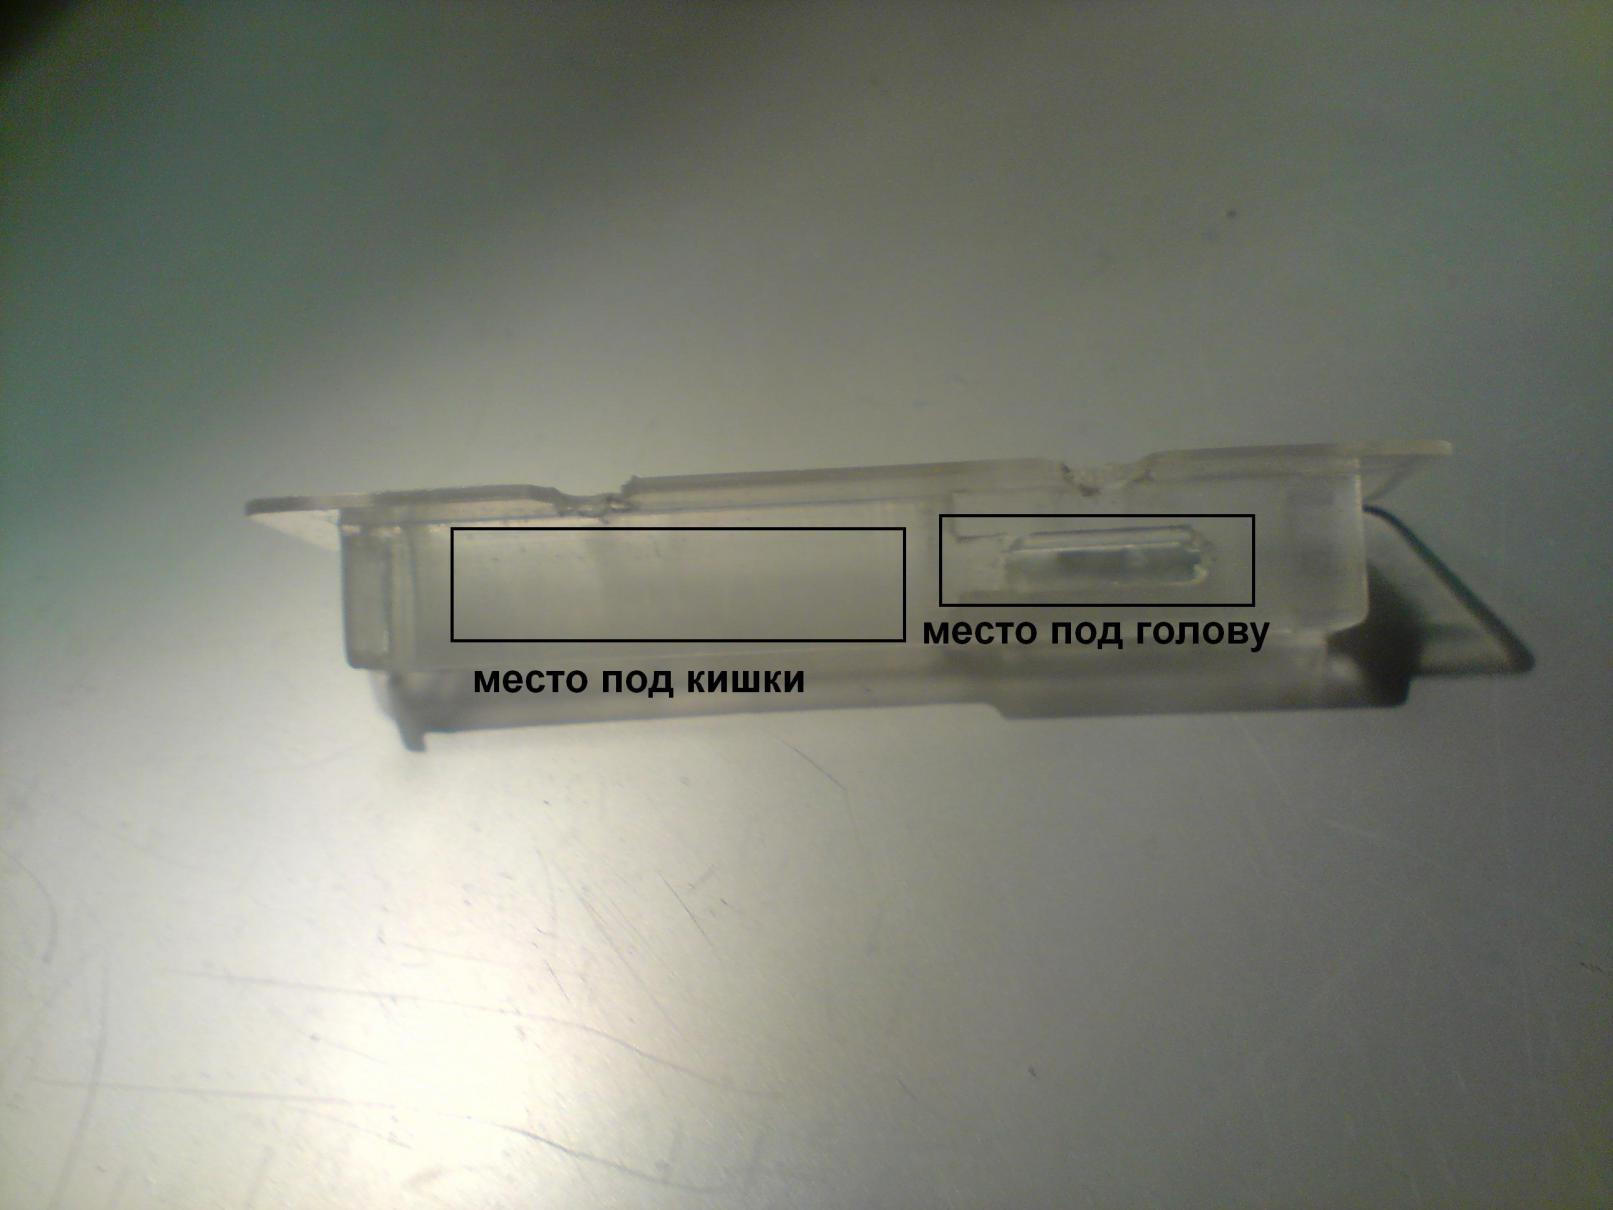 место под голову
место под кишки